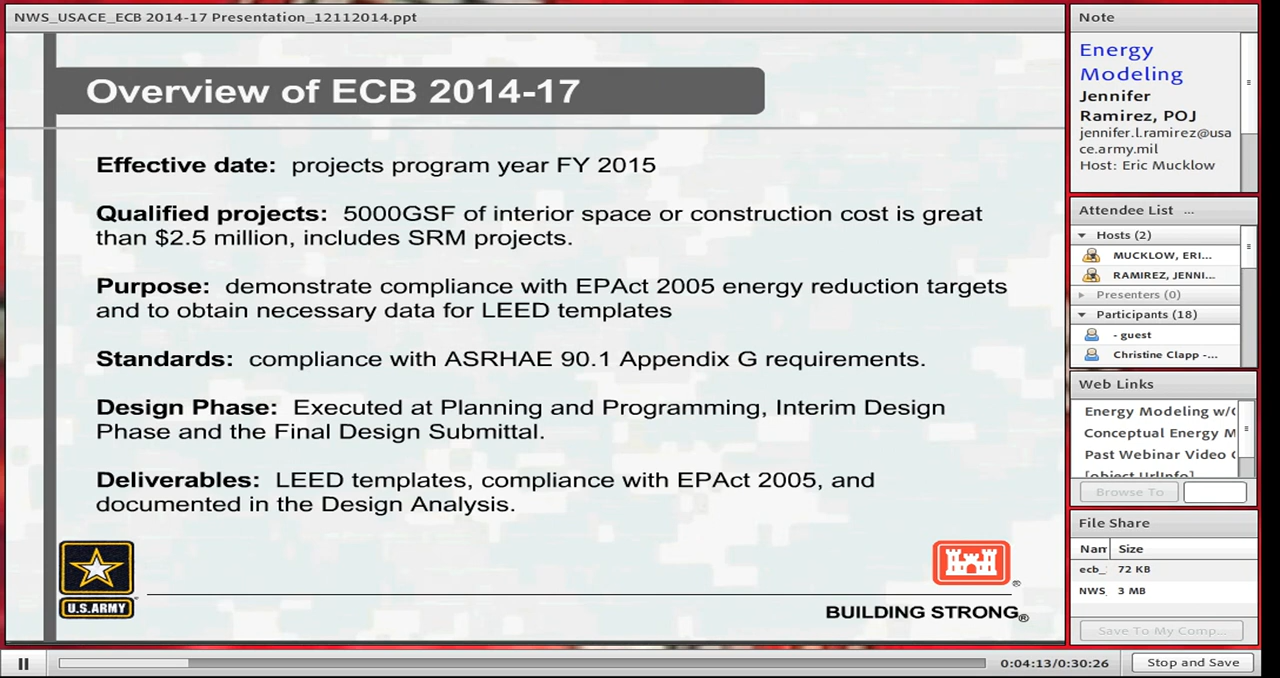 NWS_USACE_ECB 2014-17 Presentation_12112014.ppt
Overview of ECB 2014-17
Effective date: projects program year FY 2015
Qualified projects: 5000GSF of interior space or construction cost is great
than $2.5 million, includes SRM projects.
Purpose: demonstrate compliance with EPAct 2005 energy reduction targets
and to obtain necessary data for LEED templates
Standards: compliance with ASRHAE 90.1 Appendix G requirements.
Design Phase: Executed at Planning and Programming, Interim Design
Phase and the Final Design Submittal.
Deliverables: LEED templates, compliance with EPAct 2005, and
documented in the Design Analysis.
U.S.ARMY
BUILDING STRONG®
0:04:13/0:30:26
Stop and Save
Note
Energy
Modeling
Jennifer
Ramirez, POJ
jennifer.l.ramirez@usa
ce.army.mil
Host: Eric Mucklow
Attendee List ...
Hosts (2)
MUCKLOW, ERI...
RAMIREZ, JENNI...
Presenters (0)
Participants (18)
- guest
Christine Clapp -...
Web Links
Energy Modeling w/(
Conceptual Energy M
Past Webinar Video (
[object UrlInfo]
Browse To
File Share
Nan Size
ecb_ 72 KB
NWS_ 3 MB
Save To My Comp...